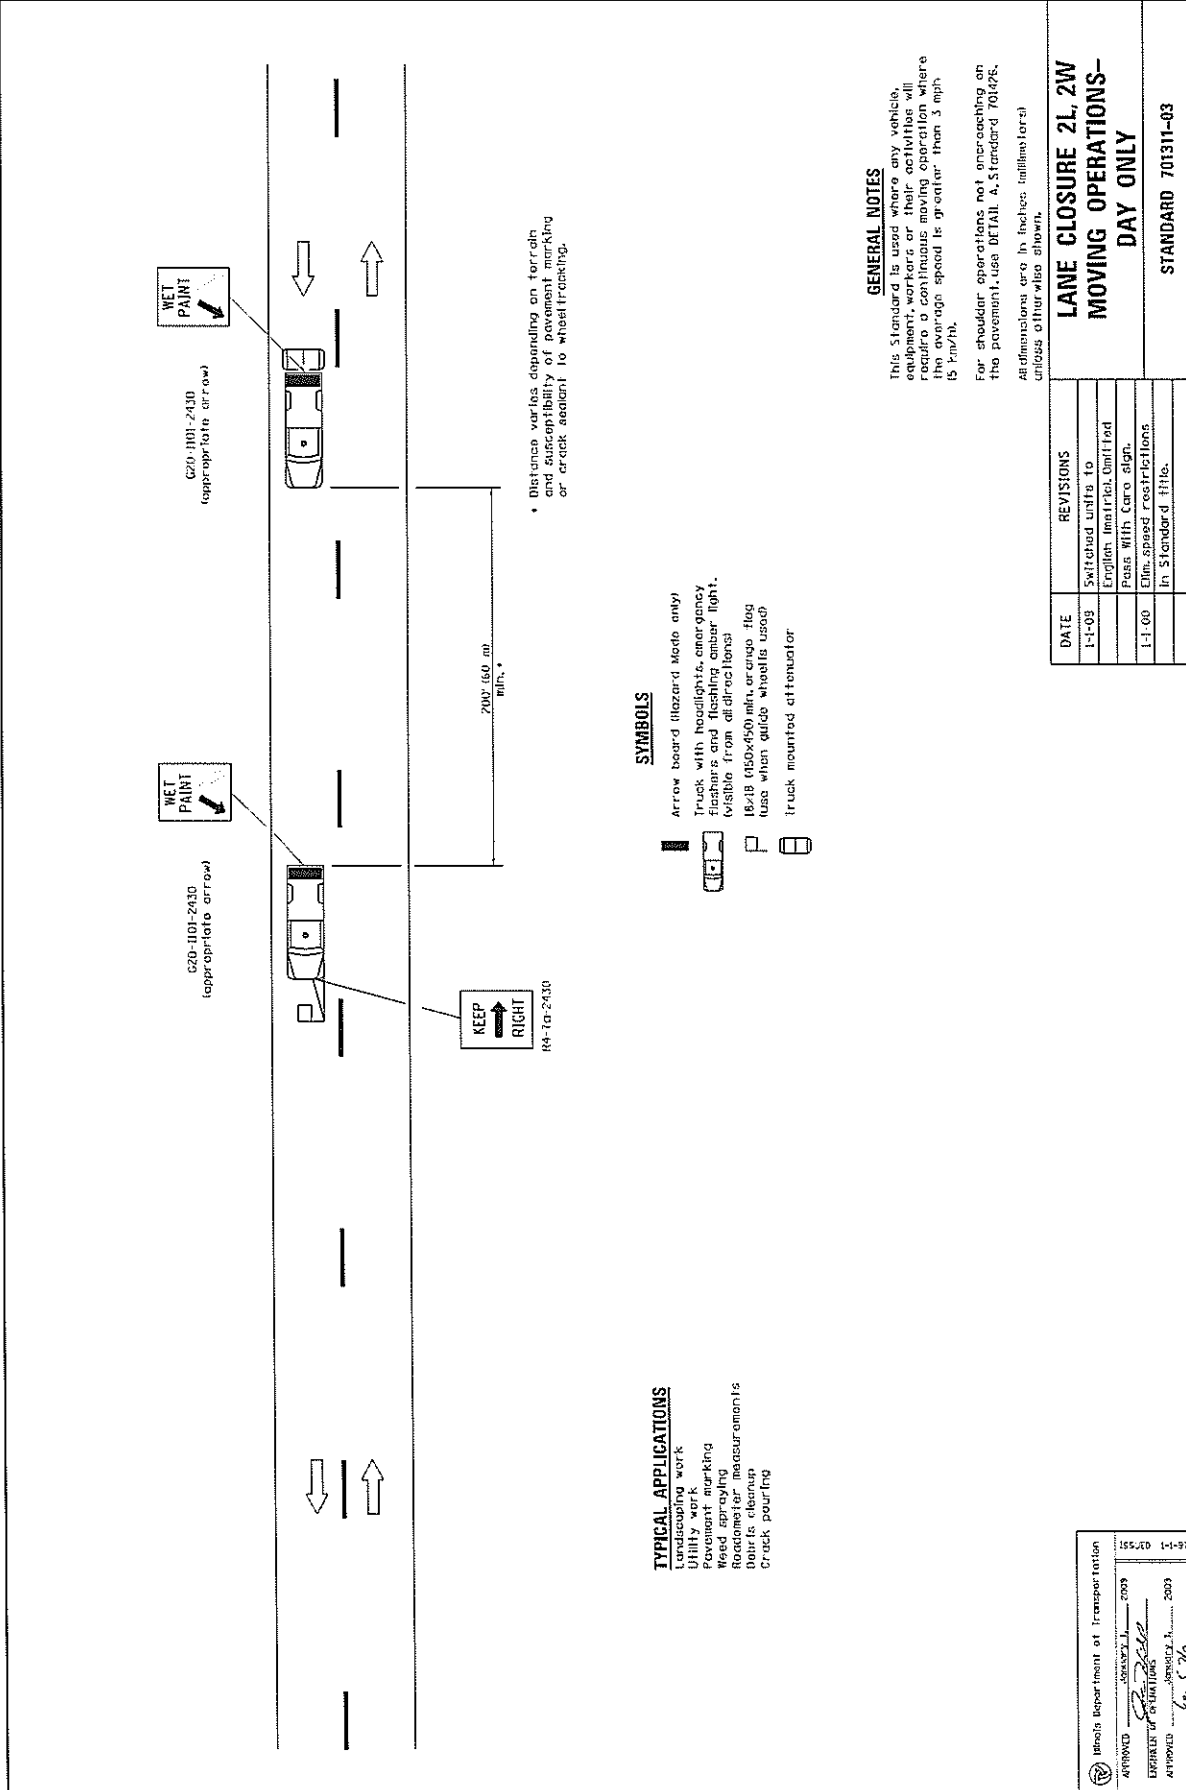 WET
PAINT
G20-I101-2430
(appropriate arrow)
WET
PAINT
G20-I101-2430
(appropriate arrow)
KEEP
RIGHT
R4-7a-2430
200' (60 m)
min. *
* Distance varies depending on terrain
and susceptibility of pavement marking
or crack sealant to wheel tracking.
TYPICAL APPLICATIONS
Landscaping work
Utility work
Pavement marking
Weed spraying
Roadometer measurements
Debris cleanup
Crack pouring
SYMBOLS
Arrow board (Hazard Mode only)
Truck with headlights, emergency
flashers and flashing amber light.
(visible from all directions)
18x18 (450x450) min. orange flag
(use when guide wheel is used)
Truck mounted attenuator
GENERAL NOTES
This Standard is used where any vehicle,
equipment, workers or their activities will
require a continuous moving operation where
the average speed is greater than 3 mph
(5 km/h).
For shoulder operations not encroaching on
the pavement, use DETAIL A, Standard 701426.
All dimensions are in inches (millimeters)
unless otherwise shown.
Illinois Department of Transportation
APPROVED January 1, 2009
ENGINEER OF OPERATIONS
APPROVED January 1, 2009
ISSUED 1-1-97
DATE REVISIONS
1-1-09 Switched units to
English (metric). Omitted
Pass With Care sign.
1-1-00 Elim. speed restrictions
in Standard title.
LANE CLOSURE 2L, 2W
MOVING OPERATIONS–
DAY ONLY
STANDARD 701311-03